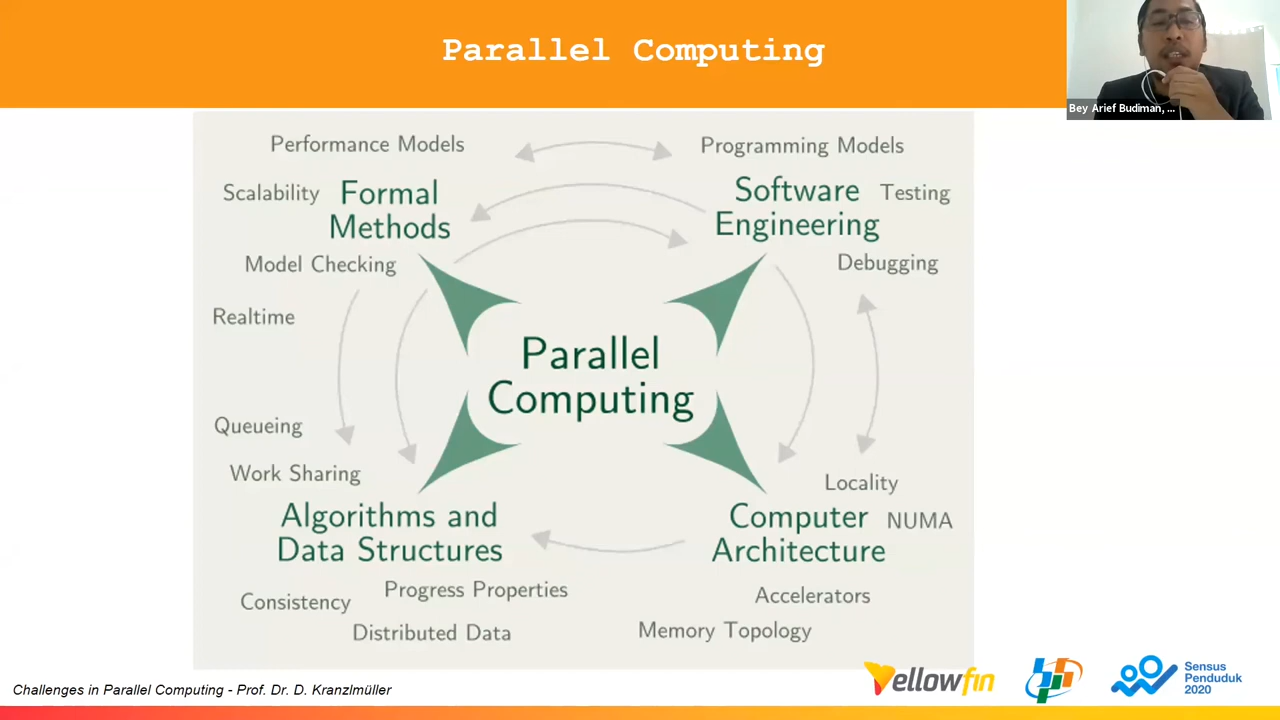 Parallel Computing
Bey Arief Budiman, ...
Performance Models
Programming Models
Scalability
Formal
Methods
Software
Engineering
Testing
Model Checking
Debugging
Realtime
Parallel
Computing
Queueing
Work Sharing
Locality
Algorithms and
Data Structures
Computer
Architecture
NUMA
Progress Properties
Consistency
Accelerators
Distributed Data
Memory Topology
Challenges in Parallel Computing - Prof. Dr. D. Kranzlmüller
Yellowfin
Sensus
Penduduk
2020